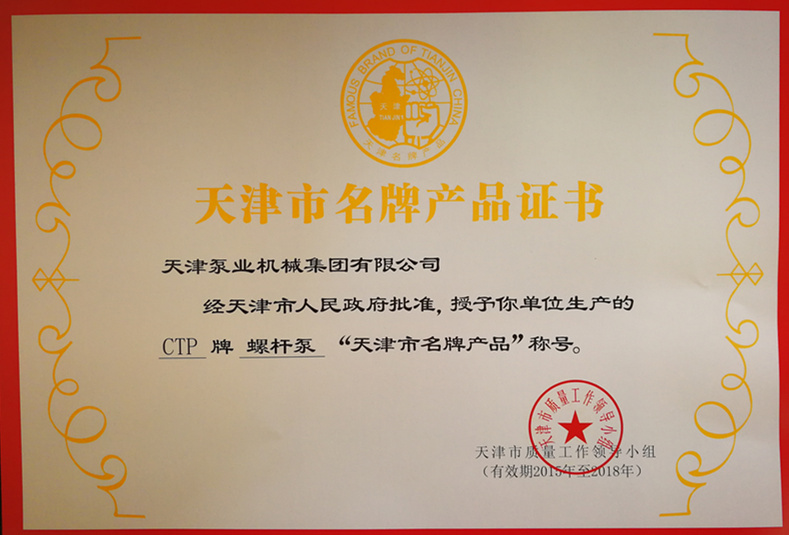 FAMOUS BRAND OF TIANJIN CHINA
天津
天津名牌产品
天津市名牌产品证书
天津泵业机械集团有限公司
经天津市人民政府批准，授予你单位生产的
CTP 牌 螺杆泵 “天津市名牌产品”称号。
天津市质量工作领导小组
天津市质量工作领导小组
（有效期2015年至2018年）